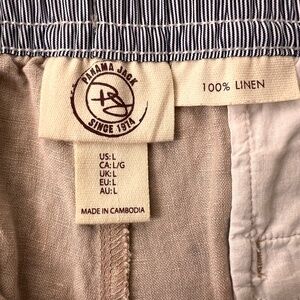 PANAMA JACK
PJ
SINCE 1974
100% LINEN
US:L
CA:L/G
UK:L
EU:L
AU:L
MADE IN CAMBODIA